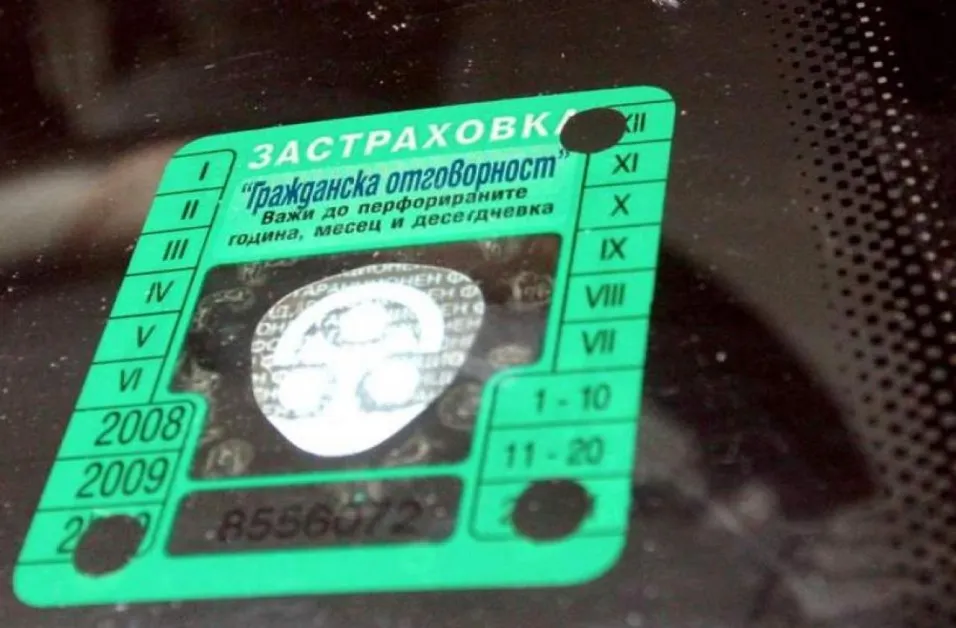 ЗАСТРАХОВКА
"Гражданска отговорност"
Важи до перфорираните
година, месец и десетдневка
I
II
III
IV
V
VI
2008
2009
XII
XI
X
IX
VIII
VII
1 - 10
11 - 20
8556072